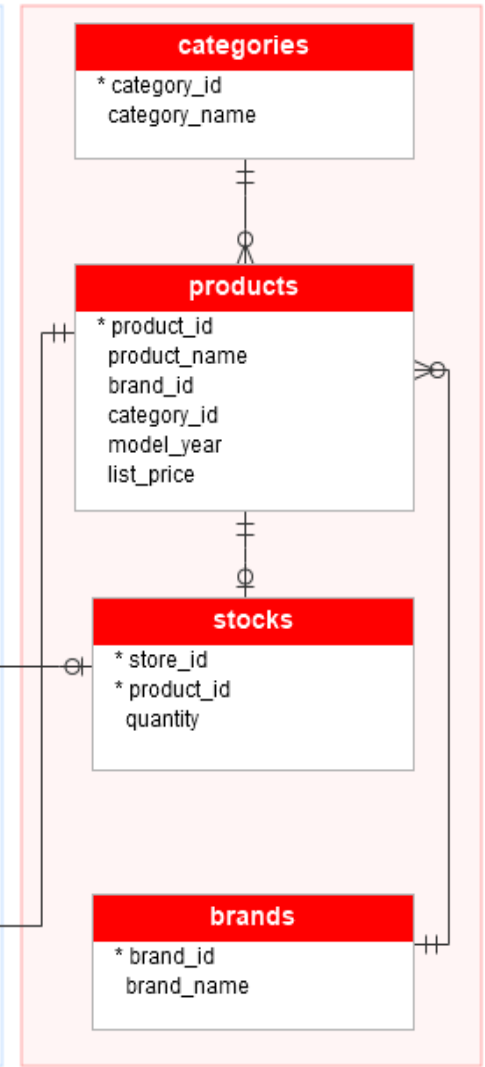 categories
* category_id
category_name
products
* product_id
product_name
brand_id
category_id
model_year
list_price
stocks
* store_id
* product_id
quantity
brands
* brand_id
brand_name